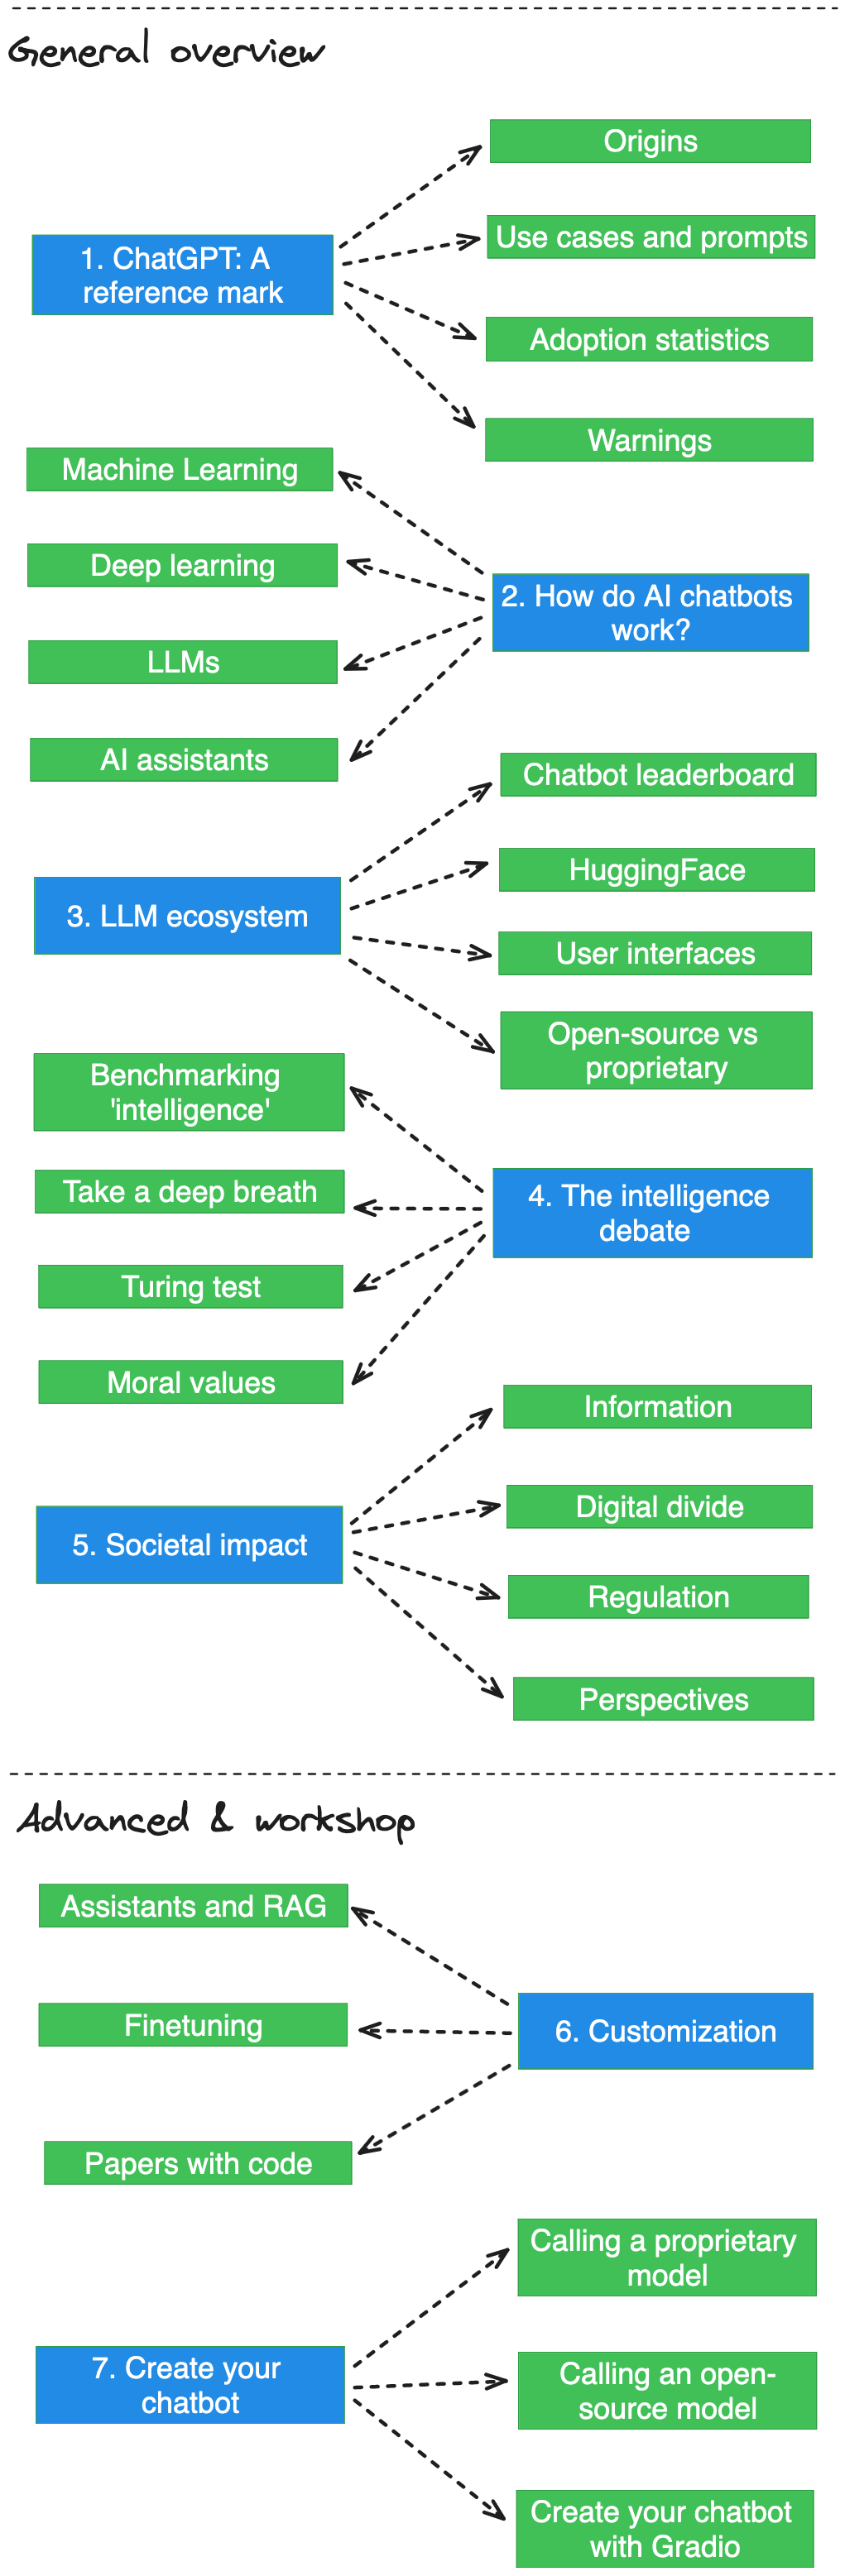 General overview
1. ChatGPT: A
reference mark
Origins
Use cases and prompts
Adoption statistics
Warnings
2. How do AI chatbots
work?
Machine Learning
Deep learning
LLMs
AI assistants
3. LLM ecosystem
Chatbot leaderboard
HuggingFace
User interfaces
Open-source vs
proprietary
4. The intelligence
debate
Benchmarking
'intelligence'
Take a deep breath
Turing test
Moral values
5. Societal impact
Information
Digital divide
Regulation
Perspectives
Advanced & workshop
6. Customization
Assistants and RAG
Finetuning
Papers with code
7. Create your
chatbot
Calling a proprietary
model
Calling an open-
source model
Create your chatbot
with Gradio